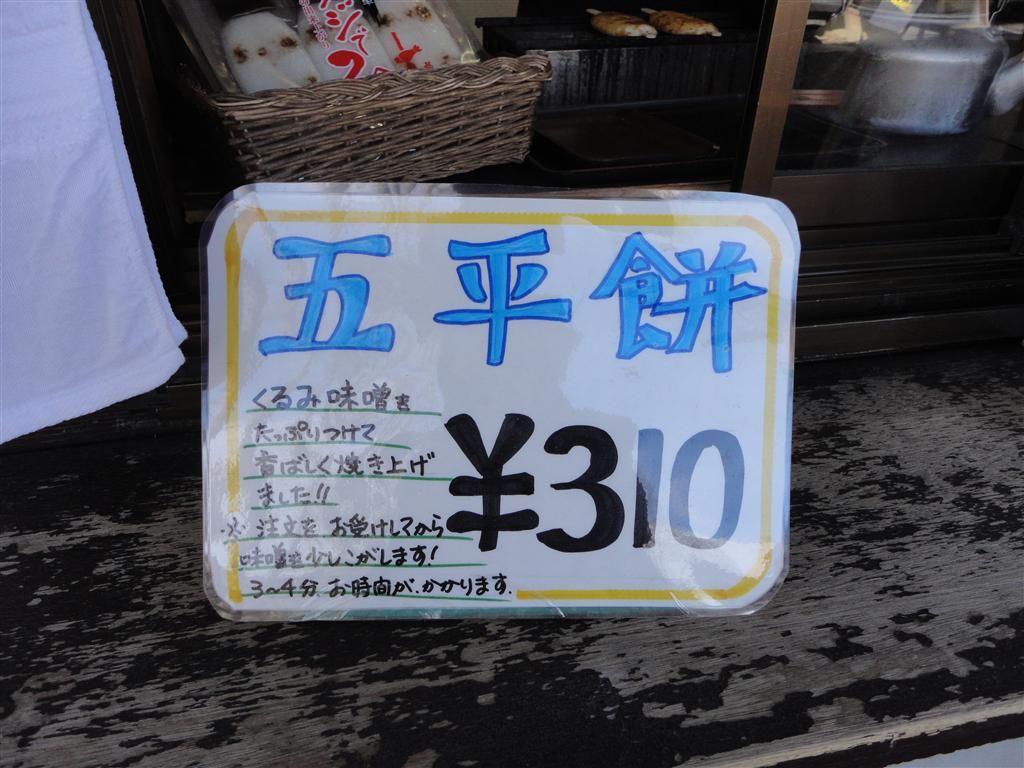 五平餅
くるみ味噌を
たっぷりつけて
香ばしく焼き上げ
ました!!
¥310
※注文をお受けしてから
味噌を少しこがします!
3〜4分お時間が、かかります。